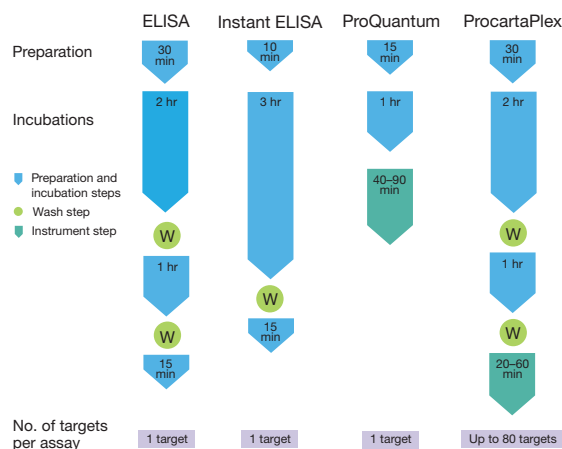 ELISA Instant ELISA ProQuantum ProcartaPlex
Preparation
30
min
10
min
15
min
30
min
Incubations
2 hr
3 hr
1 hr
2 hr
Preparation and
incubation steps
Wash step
Instrument step
40–90
min
W
W
1 hr
1 hr
W
W
W
15
min
15
min
20–60
min
No. of targets
per assay
1 target
1 target
1 target
Up to 80 targets